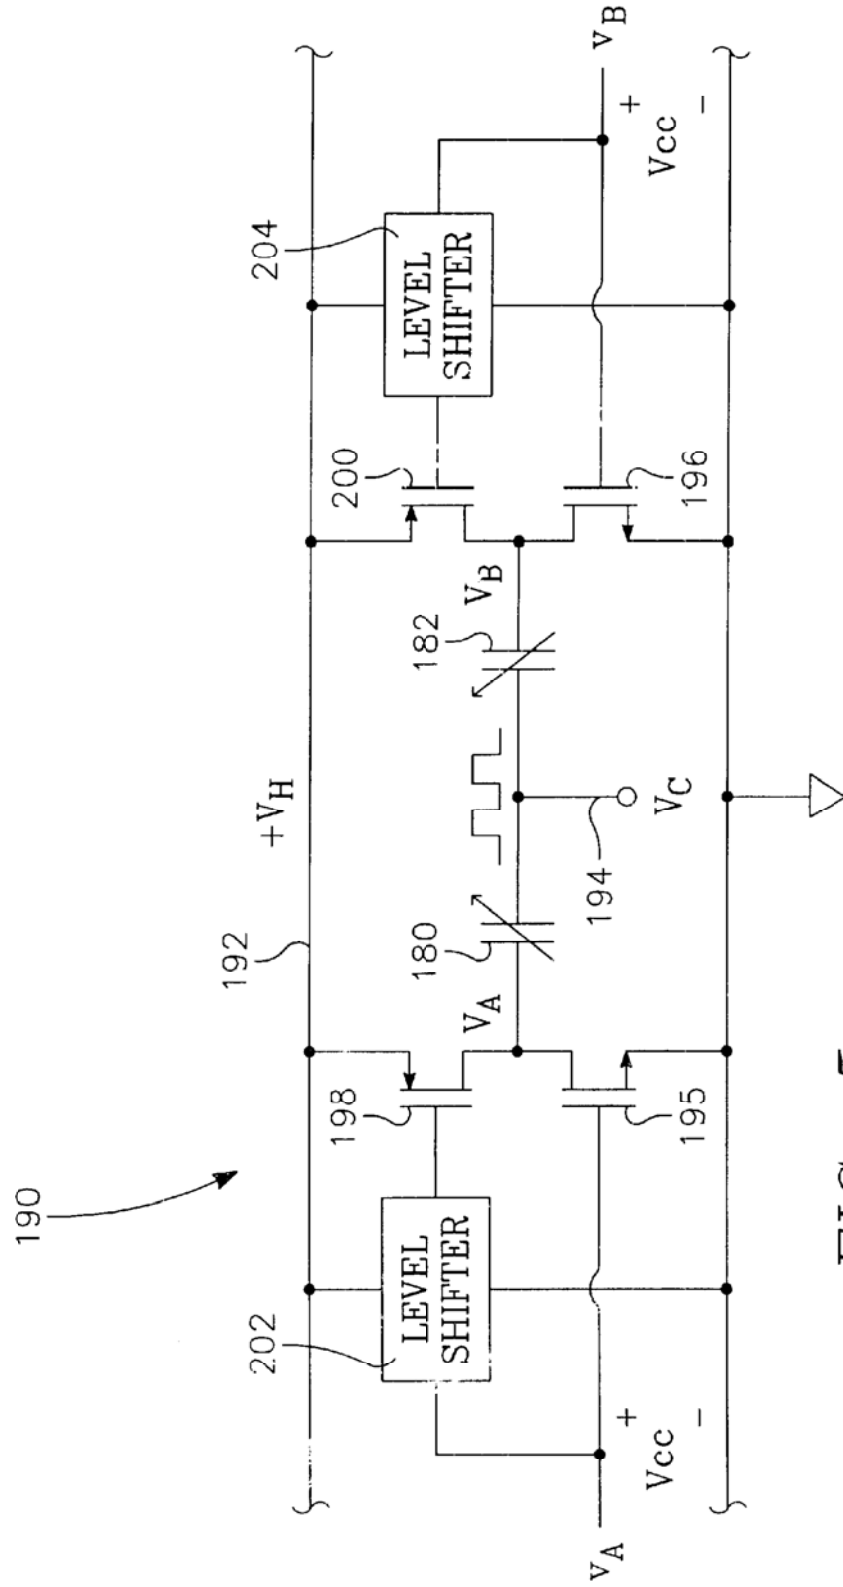 190
192
+VH
202
LEVEL
SHIFTER
198
VA
180
194
VC
182
VB
200
204
LEVEL
SHIFTER
195
196
vA
+
Vcc
-
vB
+
Vcc
-